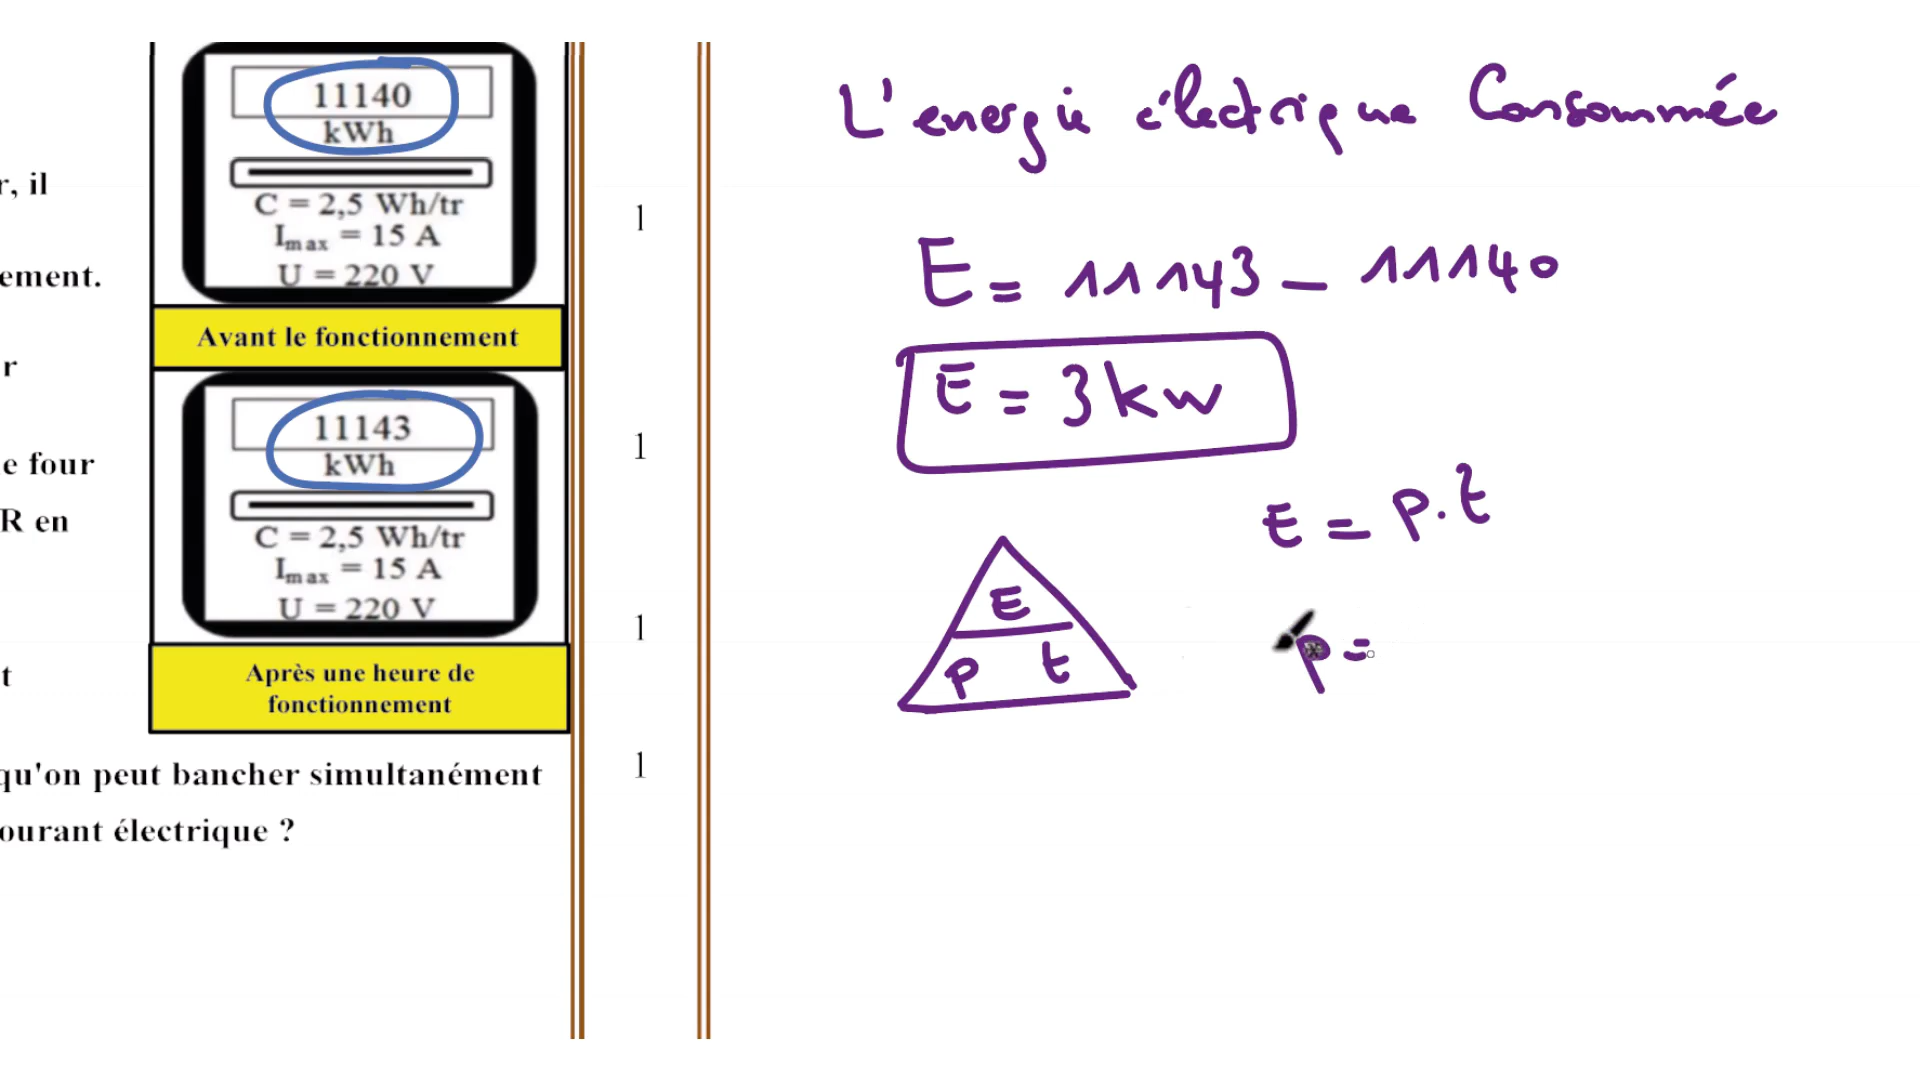 11140
kWh
C = 2,5 Wh/tr
Imax = 15 A
U = 220 V
Avant le fonctionnement
11143
kWh
C = 2,5 Wh/tr
Imax = 15 A
U = 220 V
Après une heure de
fonctionnement
r, il
ement.
r
e four
R en
t
qu'on peut bancher simultanément
ourant électrique ?
1
1
1
1
L'energie électrique Consommée
E = 11143 - 11140
E = 3 kw
E = P.t
E
P t
P =